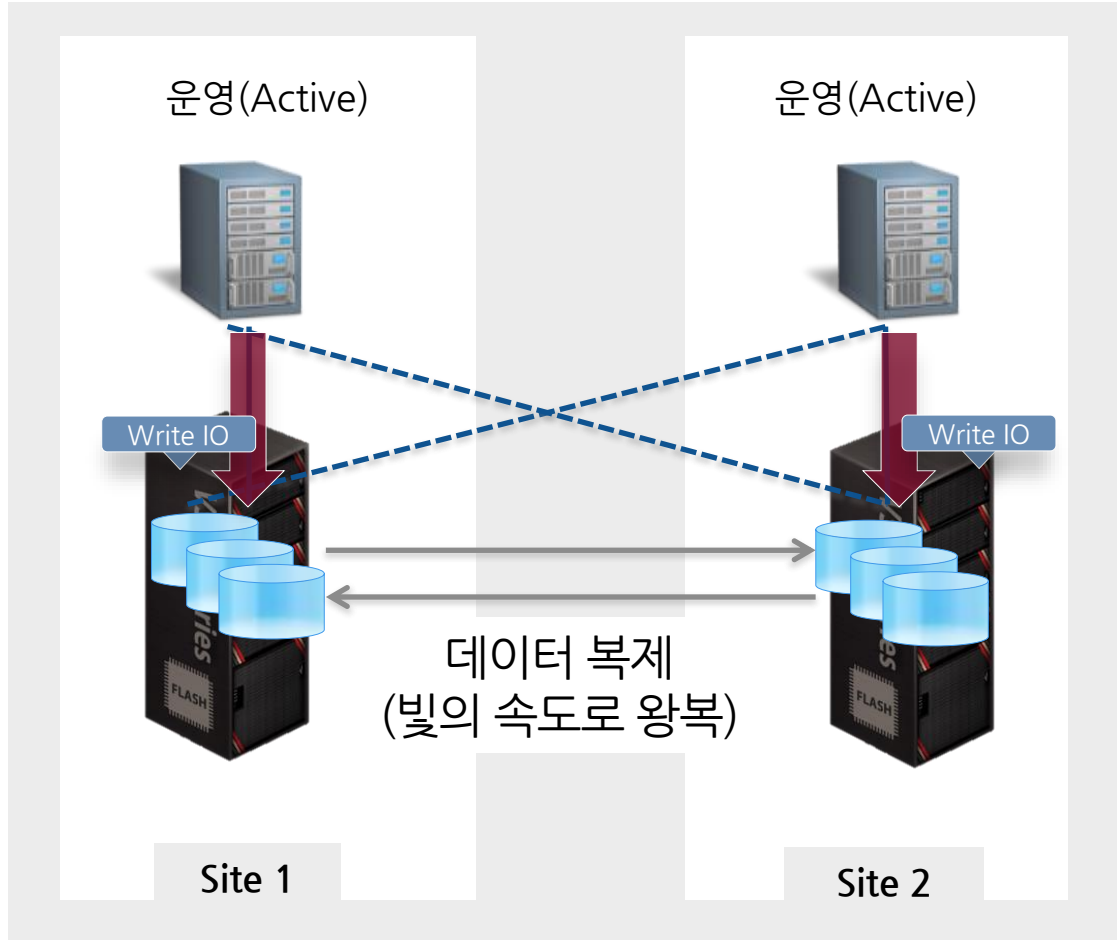 운영(Active)
운영(Active)
Write IO
Write IO
FLASH
FLASH
데이터 복제
(빛의 속도로 왕복)
Site 1
Site 2